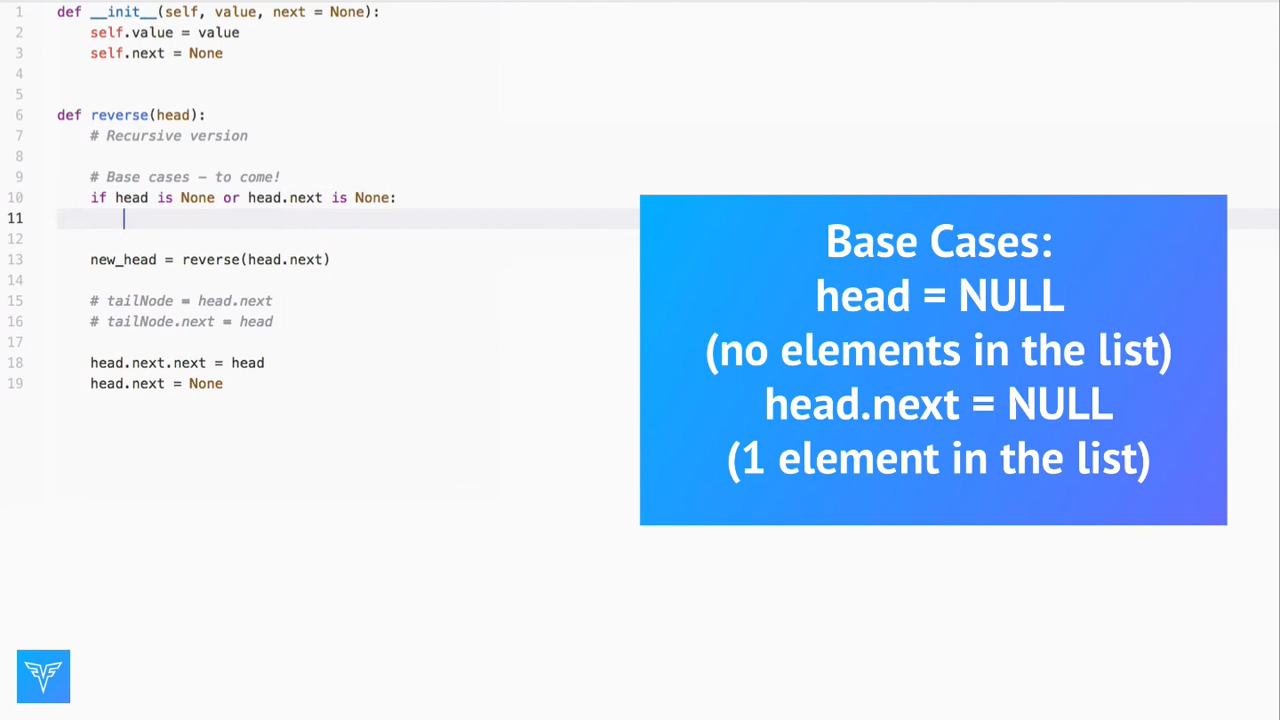 1 def __init__(self, value, next = None):
2 self.value = value
3 self.next = None
4
5
6 def reverse(head):
7 # Recursive version
8
9 # Base cases – to come!
10 if head is None or head.next is None:
11
12
13 new_head = reverse(head.next)
14
15 # tailNode = head.next
16 # tailNode.next = head
17
18 head.next.next = head
19 head.next = None
Base Cases:
head = NULL
(no elements in the list)
head.next = NULL
(1 element in the list)